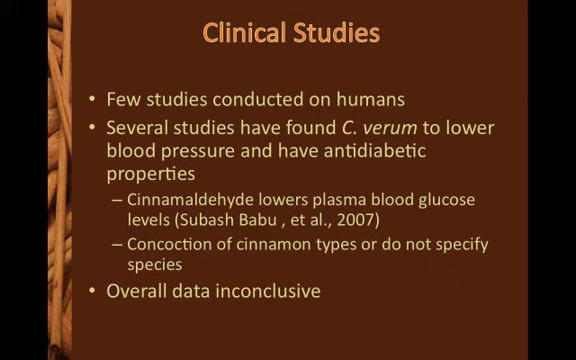 Clinical Studies
• Few studies conducted on humans
• Several studies have found C. verum to lower
blood pressure and have antidiabetic
properties
– Cinnamaldehyde lowers plasma blood glucose
levels (Subash Babu , et al., 2007)
– Concoction of cinnamon types or do not specify
species
• Overall data inconclusive